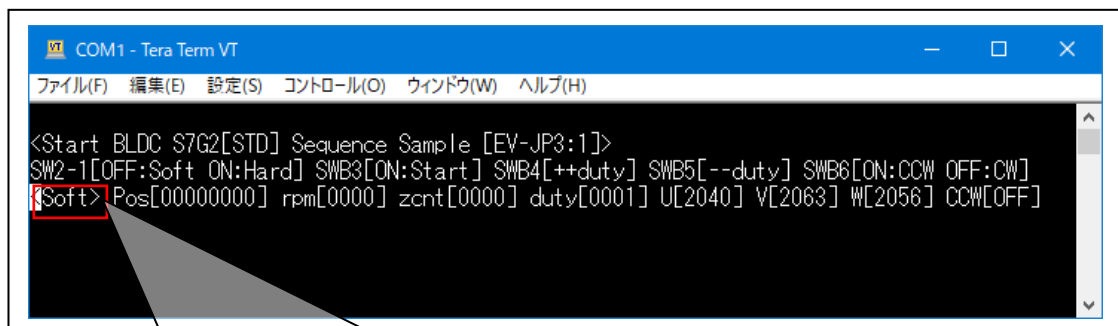 COM1 - Tera Term VT
ファイル(F) 編集(E) 設定(S) コントロール(O) ウィンドウ(W) ヘルプ(H)
<Start BLDC S7G2[STD] Sequence Sample [EV-JP3:1]>
SW2-1[OFF:Soft ON:Hard] SWB3[ON:Start] SWB4[++duty] SWB5[--duty] SWB6[ON:CCW OFF:CW]
<Soft> Pos[00000000] rpm[0000] zcnt[0000] duty[0001] U[2040] V[2063] W[2056] CCW[OFF]